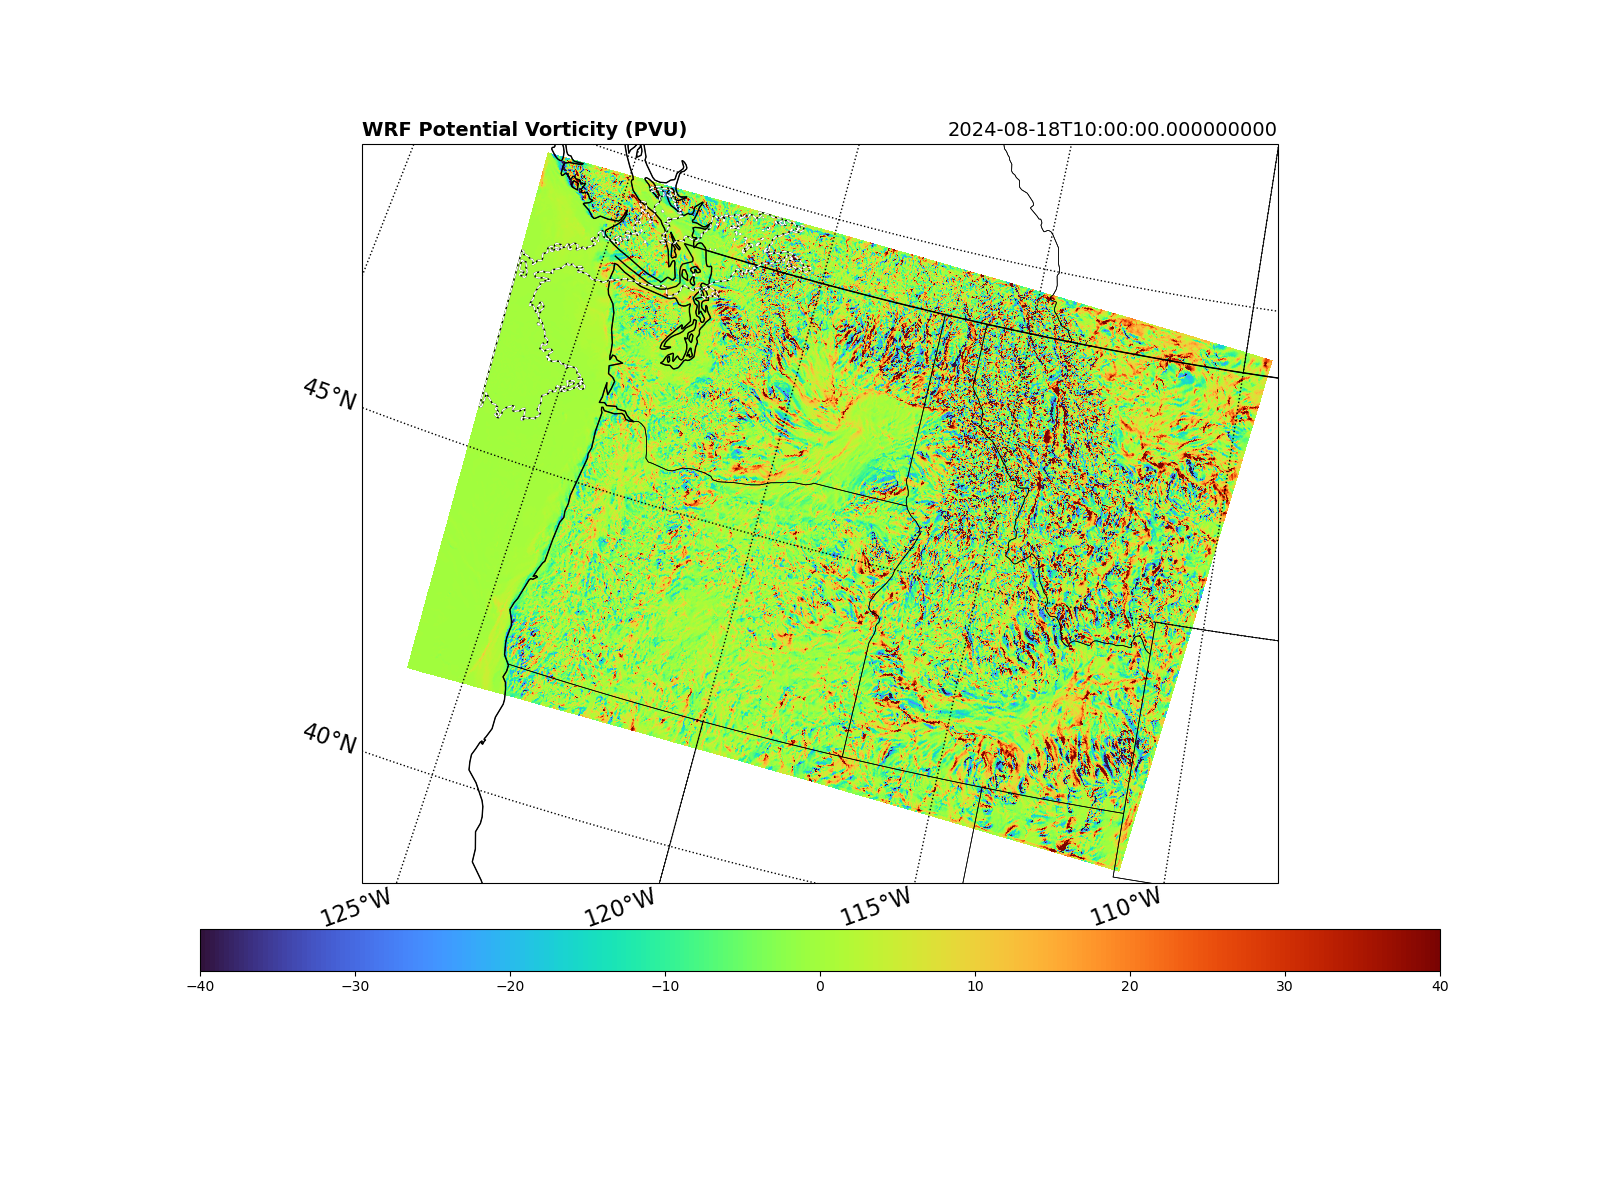 WRF Potential Vorticity (PVU) 2024-08-18T10:00:00.000000000
45°N
40°N
125°W 120°W 115°W 110°W
−40 −30 −20 −10 0 10 20 30 40